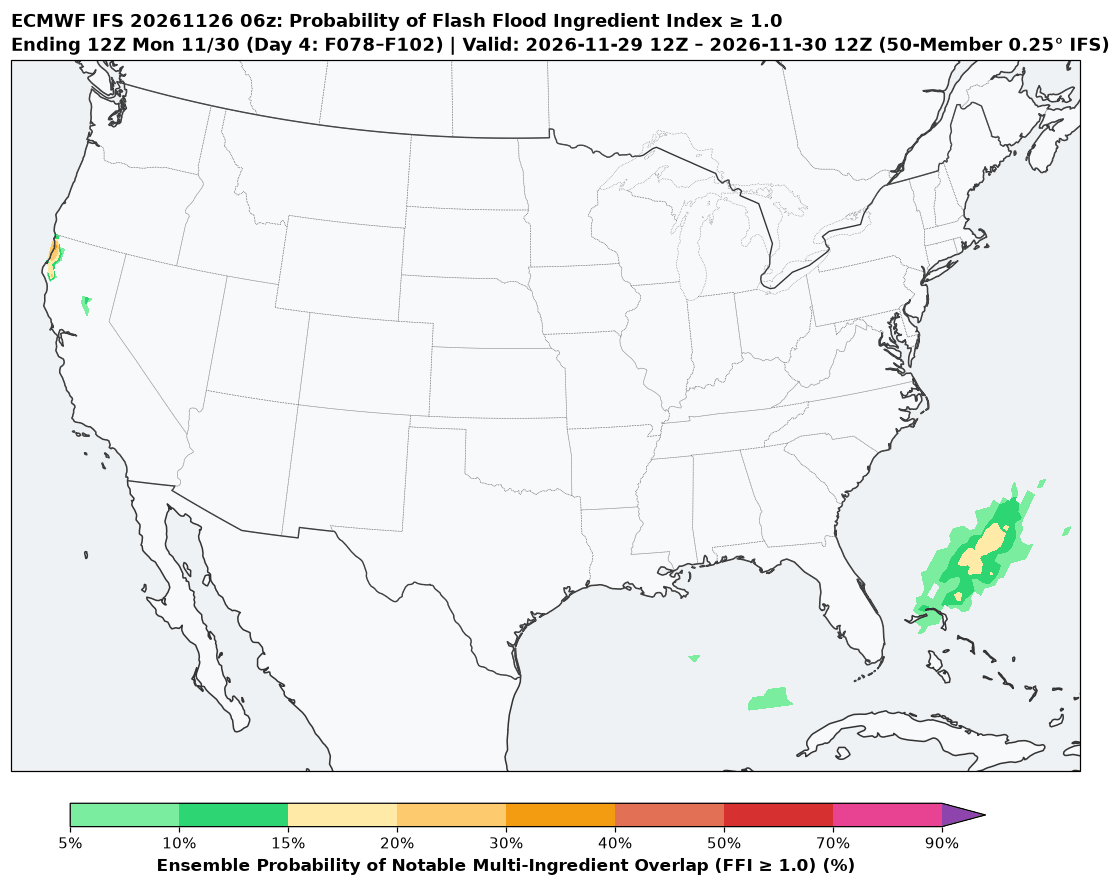 ECMWF IFS 20261126 06z: Probability of Flash Flood Ingredient Index ≥ 1.0
Ending 12Z Mon 11/30 (Day 4: F078–F102) | Valid: 2026-11-29 12Z – 2026-11-30 12Z (50-Member 0.25° IFS)
5% 10% 15% 20% 30% 40% 50% 70% 90%
Ensemble Probability of Notable Multi-Ingredient Overlap (FFI ≥ 1.0) (%)